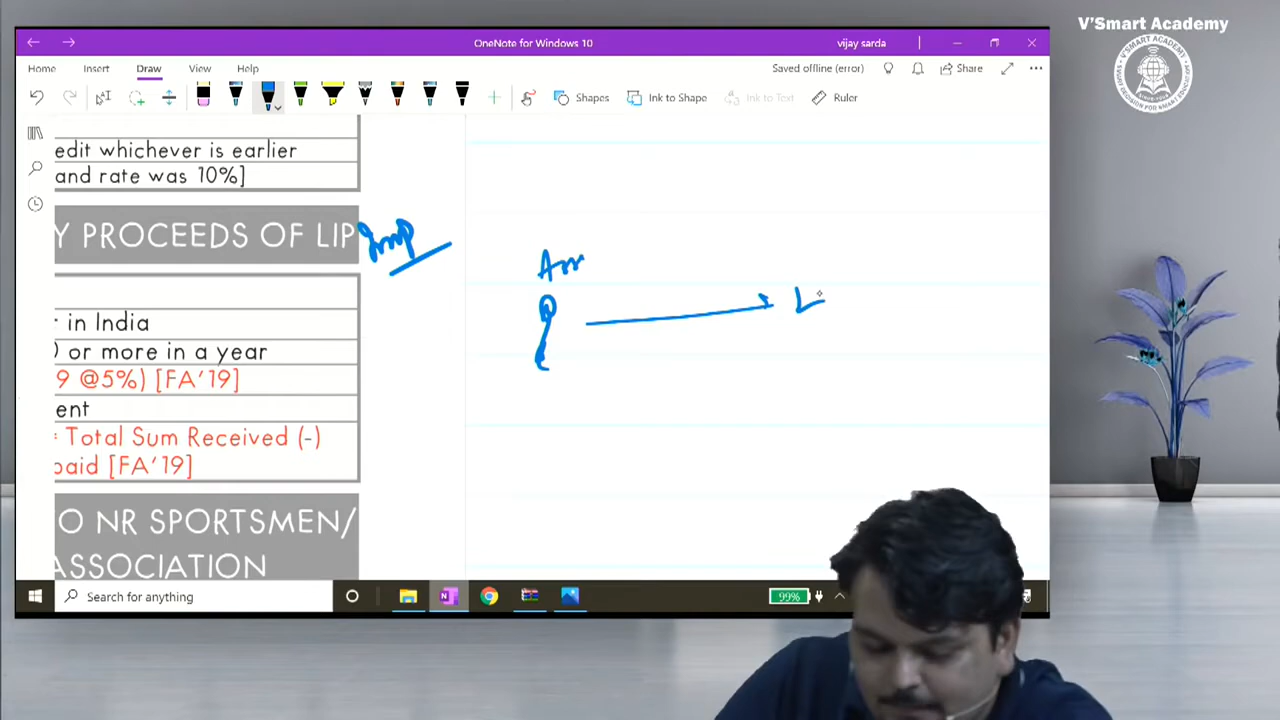 V'Smart Academy
OneNote for Windows 10
vijay sarda
Home Insert Draw View Help
Saved offline (error)
Share
Shapes
Ink to Shape
Ink to Text
Ruler
edit whichever is earlier
and rate was 10%]
Y PROCEEDS OF LIP
Imp
r in India
) or more in a year
9 @5%) [FA'19]
ent
= Total Sum Received (-)
paid [FA'19]
O NR SPORTSMEN/
ASSOCIATION
L
Search for anything
99%